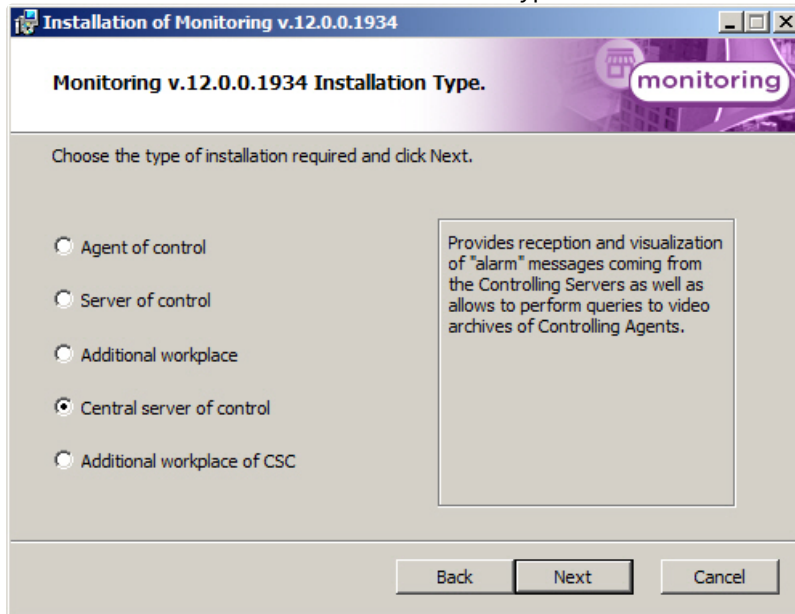 Installation of Monitoring v.12.0.0.1934
Monitoring v.12.0.0.1934 Installation Type.
monitoring
Choose the type of installation required and click Next.
Agent of control
Server of control
Additional workplace
Central server of control
Additional workplace of CSC
Provides reception and visualization
of "alarm" messages coming from
the Controlling Servers as well as
allows to perform queries to video
archives of Controlling Agents.
Back
Next
Cancel